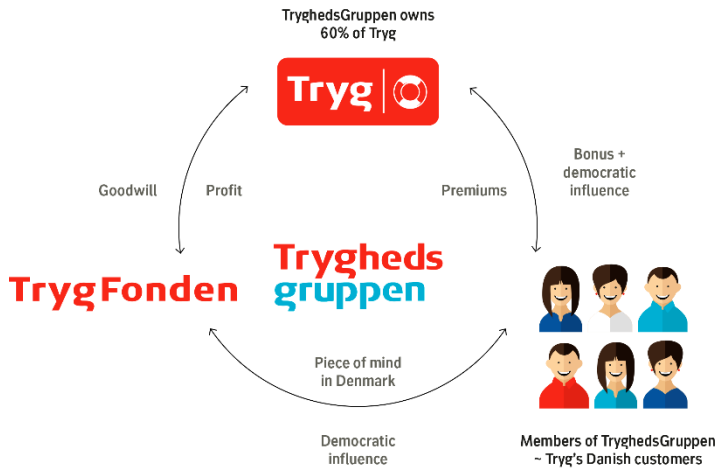 TryghedsGruppen owns
60% of Tryg
Tryg
Goodwill
Profit
Premiums
Bonus +
democratic
influence
TrygFonden
Trygheds
gruppen
Piece of mind
in Denmark
Democratic
influence
Members of TryghedsGruppen
~ Tryg's Danish customers